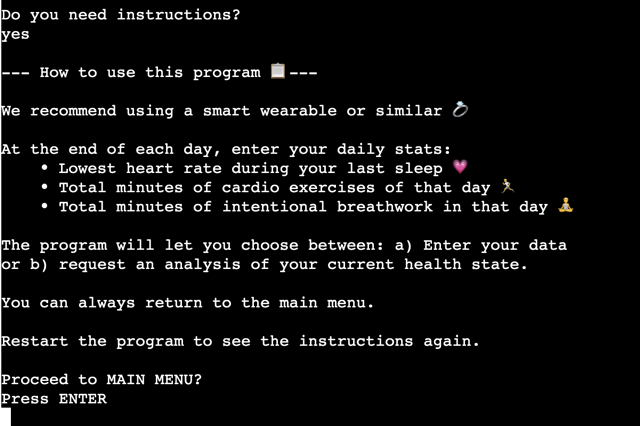 Do you need instructions?
yes
--- How to use this program 📋---
We recommend using a smart wearable or similar 💍
At the end of each day, enter your daily stats:
• Lowest heart rate during your last sleep 💗
• Total minutes of cardio exercises of that day 🏃
• Total minutes of intentional breathwork in that day 🧘
The program will let you choose between: a) Enter your data
or b) request an analysis of your current health state.
You can always return to the main menu.
Restart the program to see the instructions again.
Proceed to MAIN MENU?
Press ENTER